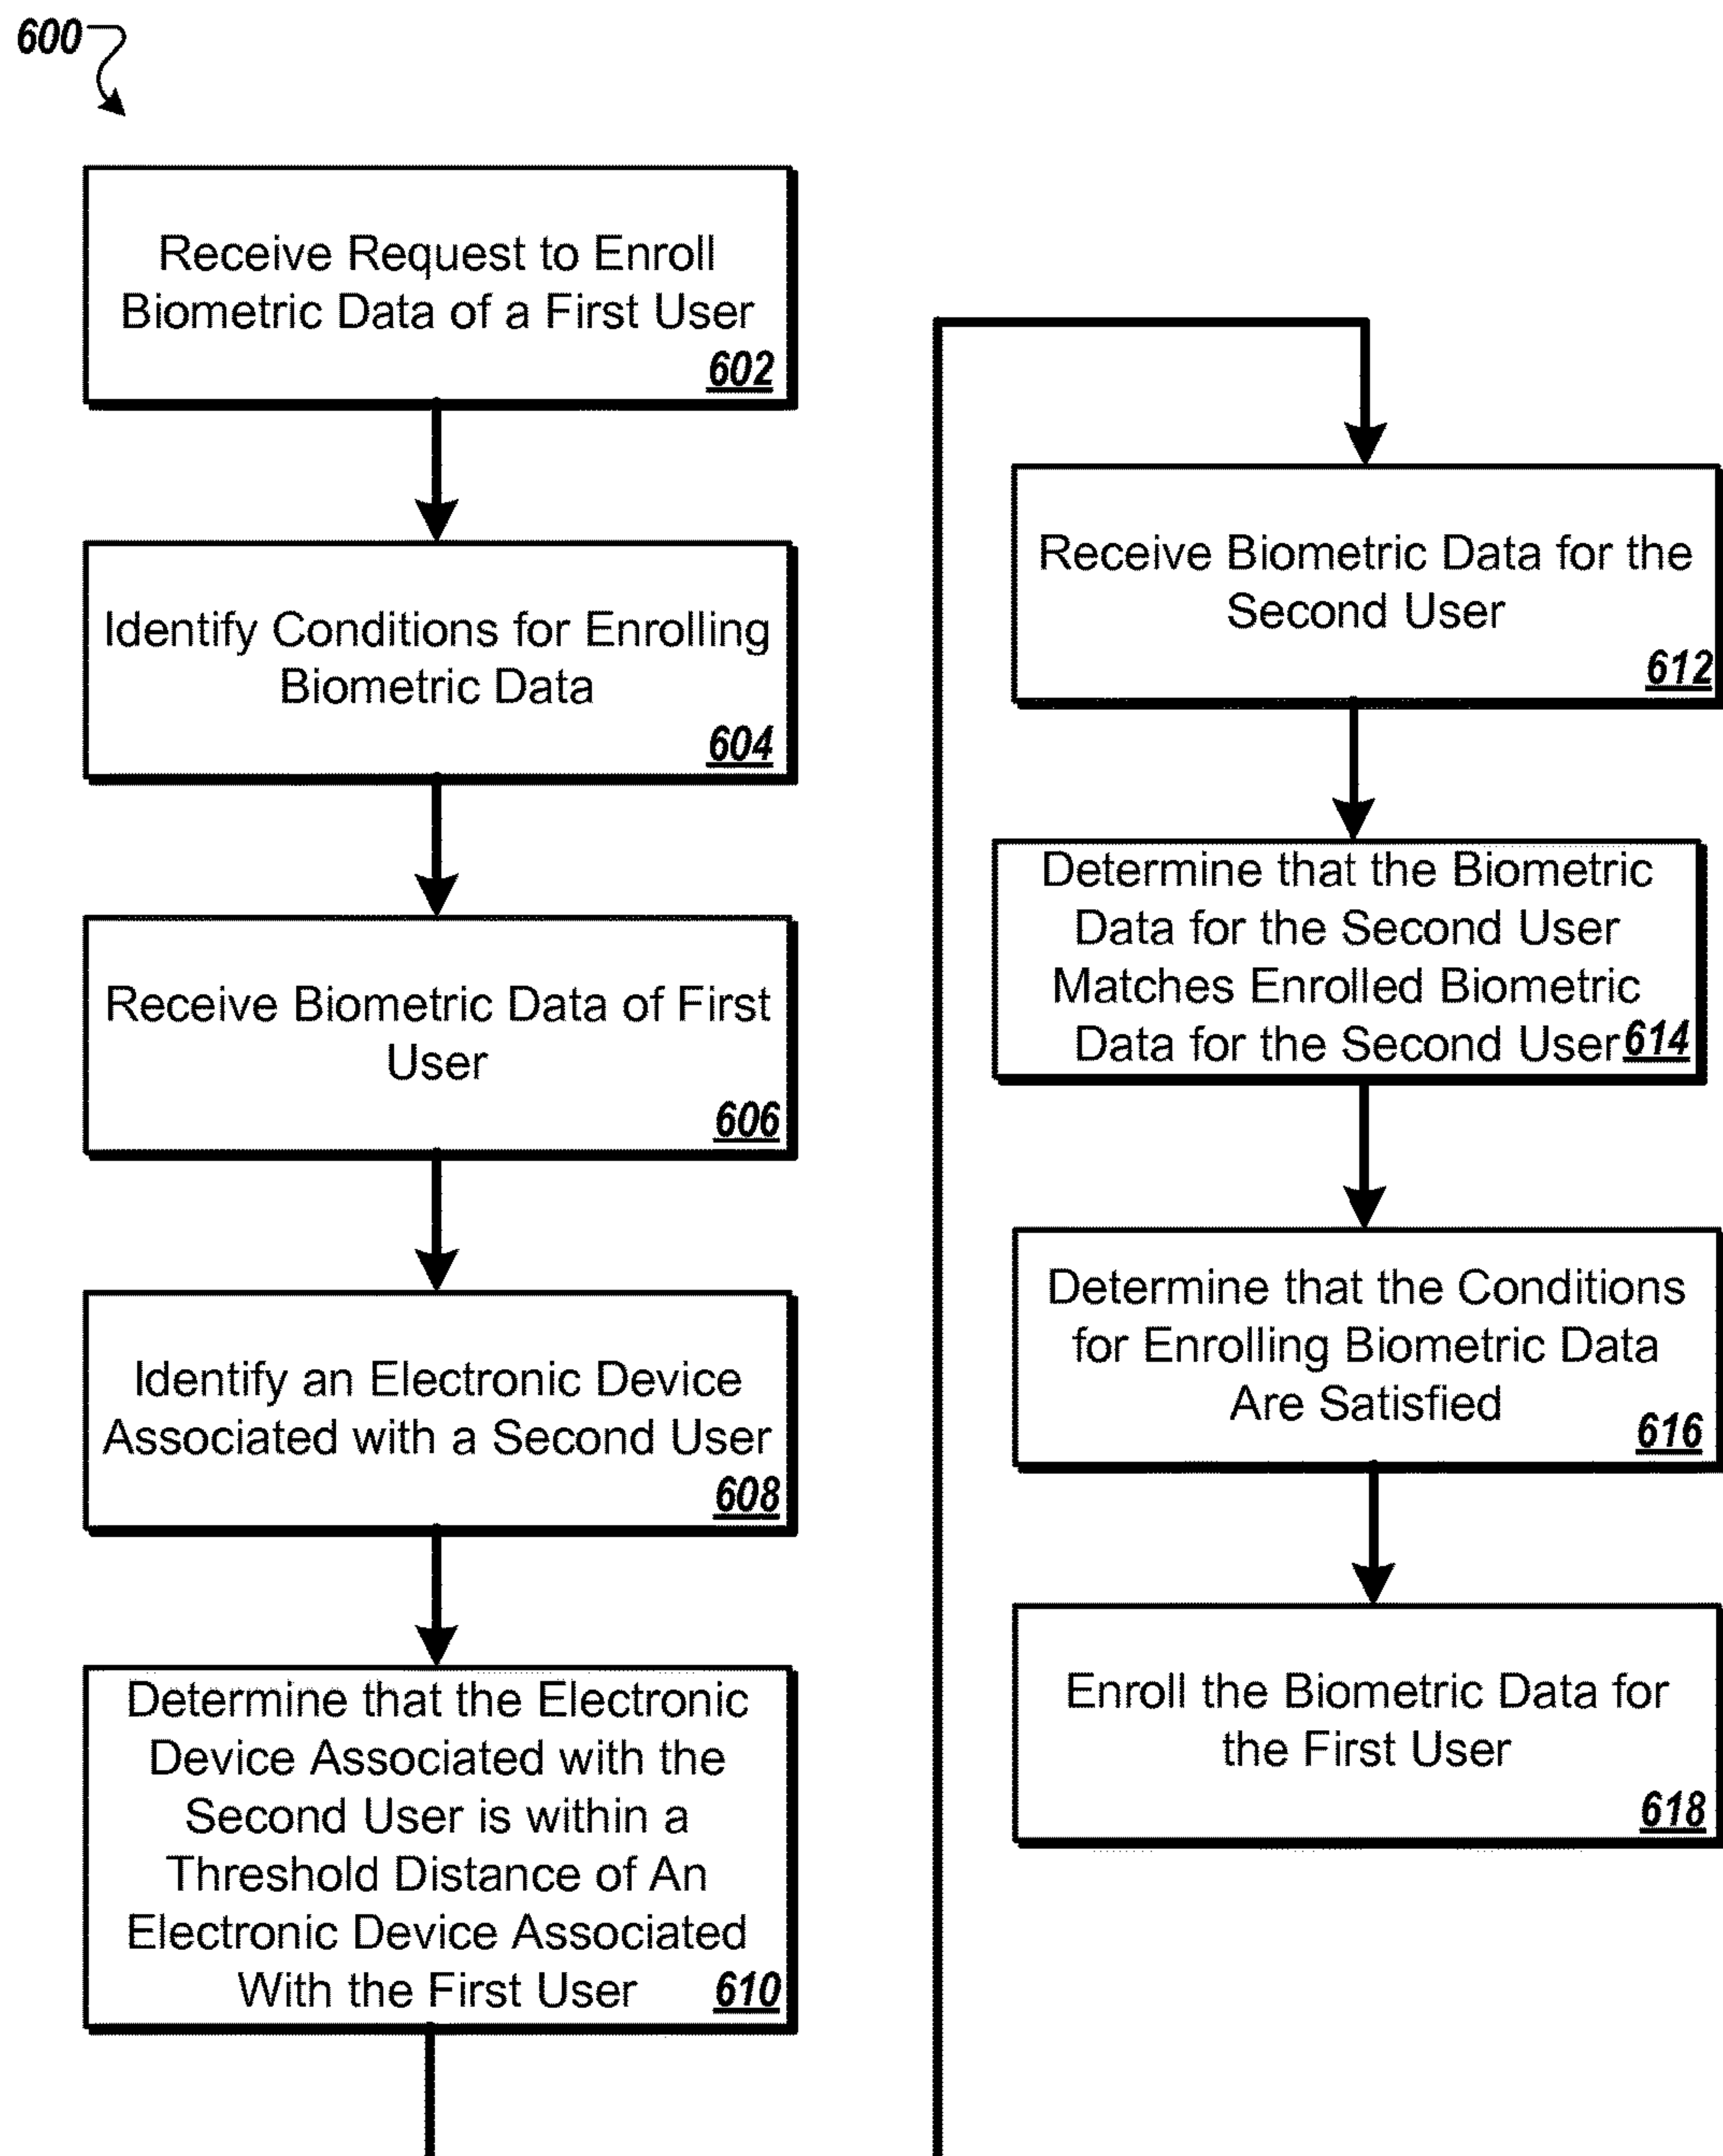 600
Receive Request to Enroll
Biometric Data of a First User
602
Identify Conditions for Enrolling
Biometric Data
604
Receive Biometric Data of First
User
606
Identify an Electronic Device
Associated with a Second User
608
Determine that the Electronic
Device Associated with the
Second User is within a
Threshold Distance of An
Electronic Device Associated
With the First User
610
Receive Biometric Data for the
Second User
612
Determine that the Biometric
Data for the Second User
Matches Enrolled Biometric
Data for the Second User
614
Determine that the Conditions
for Enrolling Biometric Data
Are Satisfied
616
Enroll the Biometric Data for
the First User
618